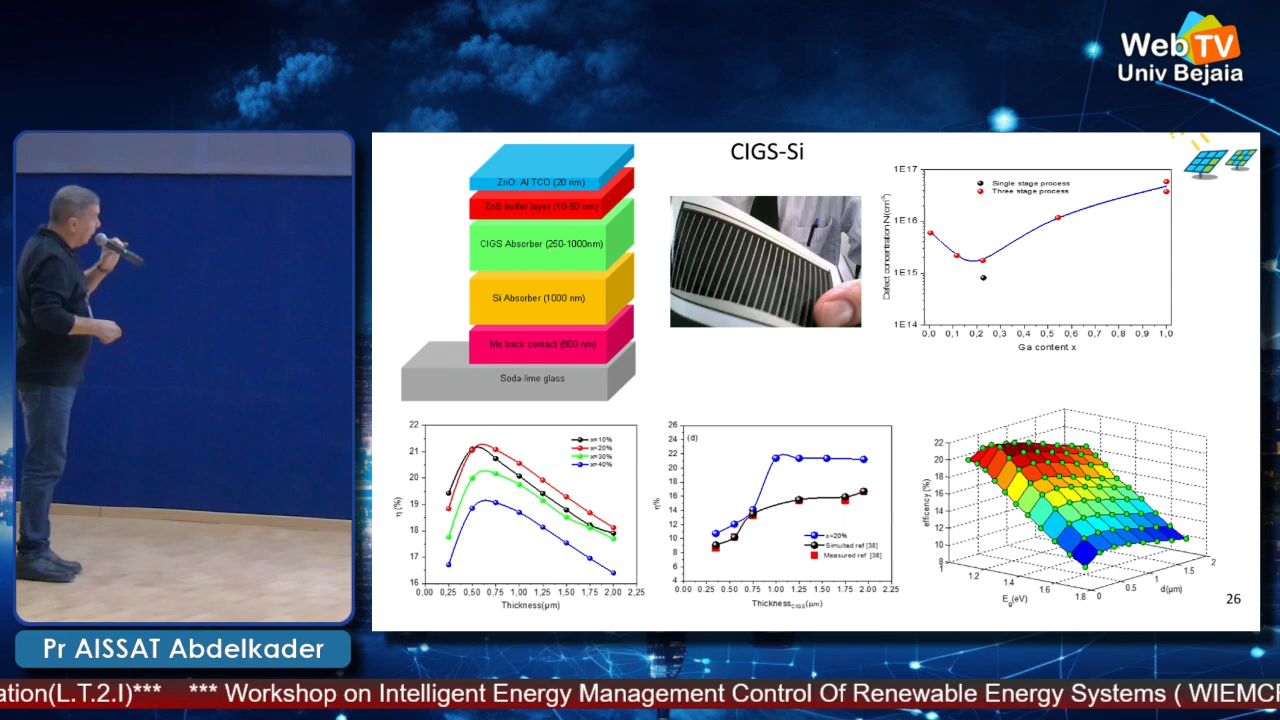 Web TV
Univ Bejaia
CIGS-Si
ZnO: Al TCO (20 nm)
ZnS buffer layer (10-50 nm)
CIGS Absorber (250-1000nm)
Si Absorber (1000 nm)
Mo back contact (800 nm)
Soda-lime glass
1E17
1E16
1E15
1E14
Defect concentration N(cm-3)
Single stage process
Three stage process
0,0 0,1 0,2 0,3 0,4 0,5 0,6 0,7 0,8 0,9 1,0
Ga content x
22
21
20
19
18
17
16
η (%)
x=10%
x=20%
x=30%
x=40%
0,00 0,25 0,50 0,75 1,00 1,25 1,50 1,75 2,00 2,25
Thickness(µm)
(d)
26
24
22
20
18
16
14
12
10
8
6
4
η%
x=20%
Simulted ref [38]
Measured ref [38]
0.00 0.25 0.50 0.75 1.00 1.25 1.50 1.75 2.00 2.25
Thickness CIGS (µm)
22
20
18
16
14
12
10
8
efficency (%)
1 1.2 1.4 1.6 1.8
Eg(eV)
0 0.5 1 1.5 2
d(µm)
26
Pr AISSAT Abdelkader
ation(L.T.2.I)*** *** Workshop on Intelligent Energy Management Control Of Renewable Energy Systems ( WIEMCR